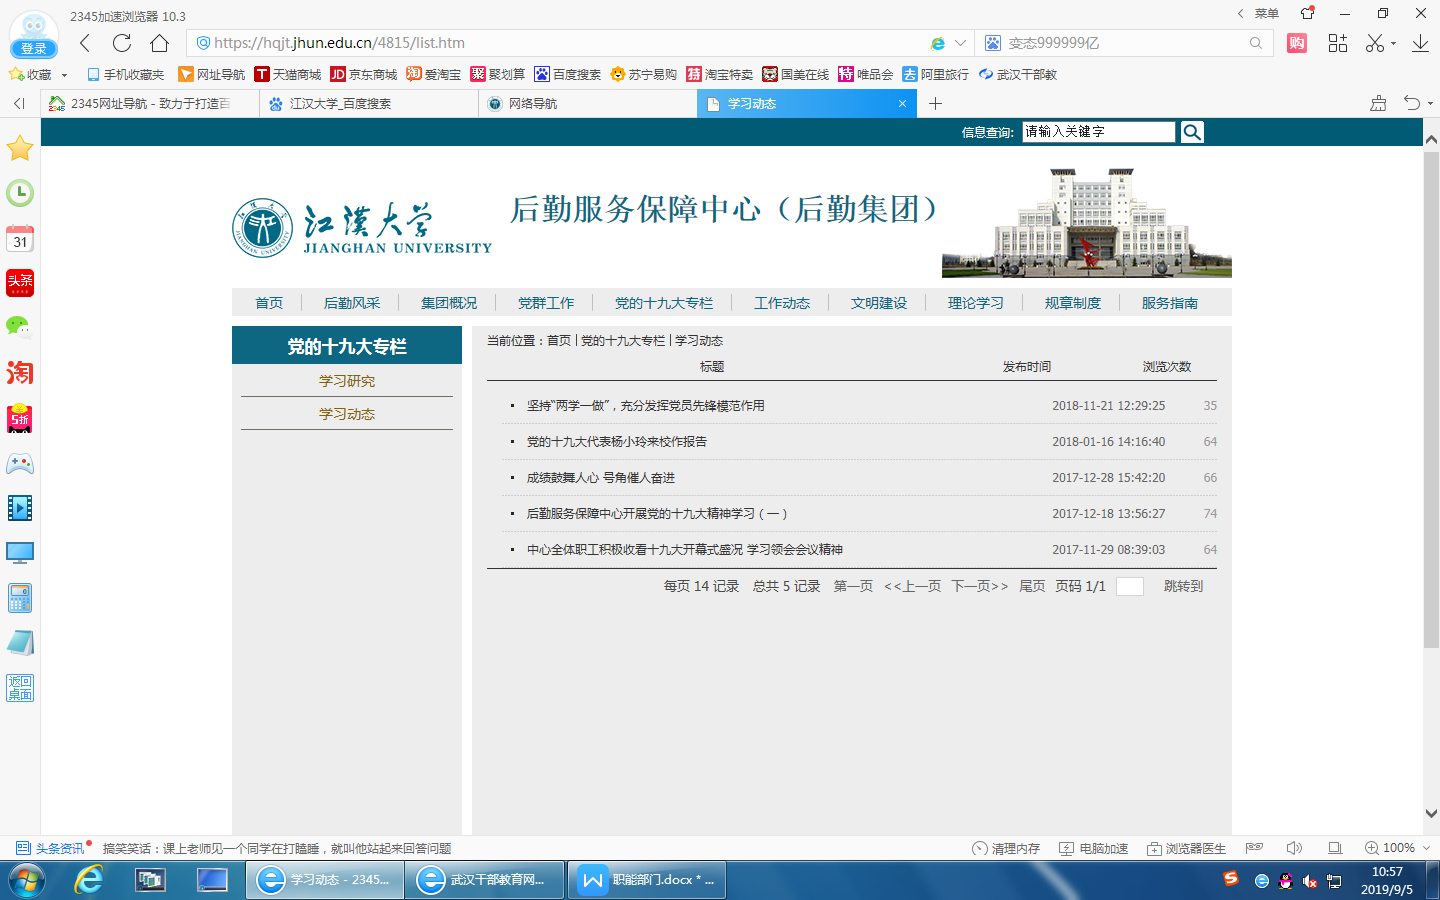 2345加速浏览器 10.3
菜单
登录
https://hqjt.jhun.edu.cn/4815/list.htm
变态999999亿
购
收藏 手机收藏夹 网址导航 天猫商城 京东商城 爱淘宝 聚划算 百度搜索 苏宁易购 淘宝特卖 国美在线 唯品会 阿里旅行 武汉干部教
2345网址导航 - 致力于打造百 江汉大学_百度搜索 网络导航 学习动态
信息查询: 请输入关键字
31
头条
淘
5折
返回
桌面
江汉大学
JIANGHAN UNIVERSITY
后勤服务保障中心（后勤集团）
首页 后勤风采 集团概况 党群工作 党的十九大专栏 工作动态 文明建设 理论学习 规章制度 服务指南
党的十九大专栏
学习研究
学习动态
当前位置：首页 | 党的十九大专栏 | 学习动态
标题 发布时间 浏览次数
坚持“两学一做”，充分发挥党员先锋模范作用 2018-11-21 12:29:25 35
党的十九大代表杨小玲来校作报告 2018-01-16 14:16:40 64
成绩鼓舞人心 号角催人奋进 2017-12-28 15:42:20 66
后勤服务保障中心开展党的十九大精神学习（一） 2017-12-18 13:56:27 74
中心全体职工积极收看十九大开幕式盛况 学习领会会议精神 2017-11-29 08:39:03 64
每页 14 记录 总共 5 记录 第一页 <<上一页 下一页>> 尾页 页码 1/1 跳转到
头条资讯 搞笑笑话：课上老师见一个同学在打瞌睡，就叫他站起来回答问题 清理内存 电脑加速 浏览器医生 100%
学习动态 - 2345... 武汉干部教育网... 职能部门.docx * ...
10:57
2019/9/5